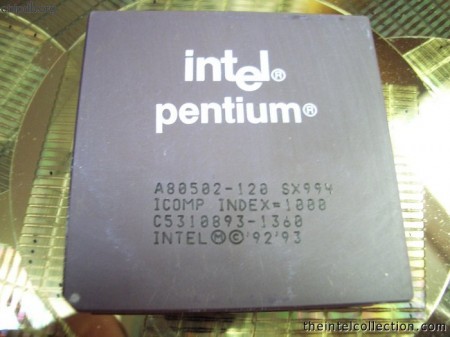 intel®
pentium®
A80502-120 SX994
ICOMP INDEX=1000
C5310893-1360
INTEL Ⓜ © '92 '93
theintelcollection.com